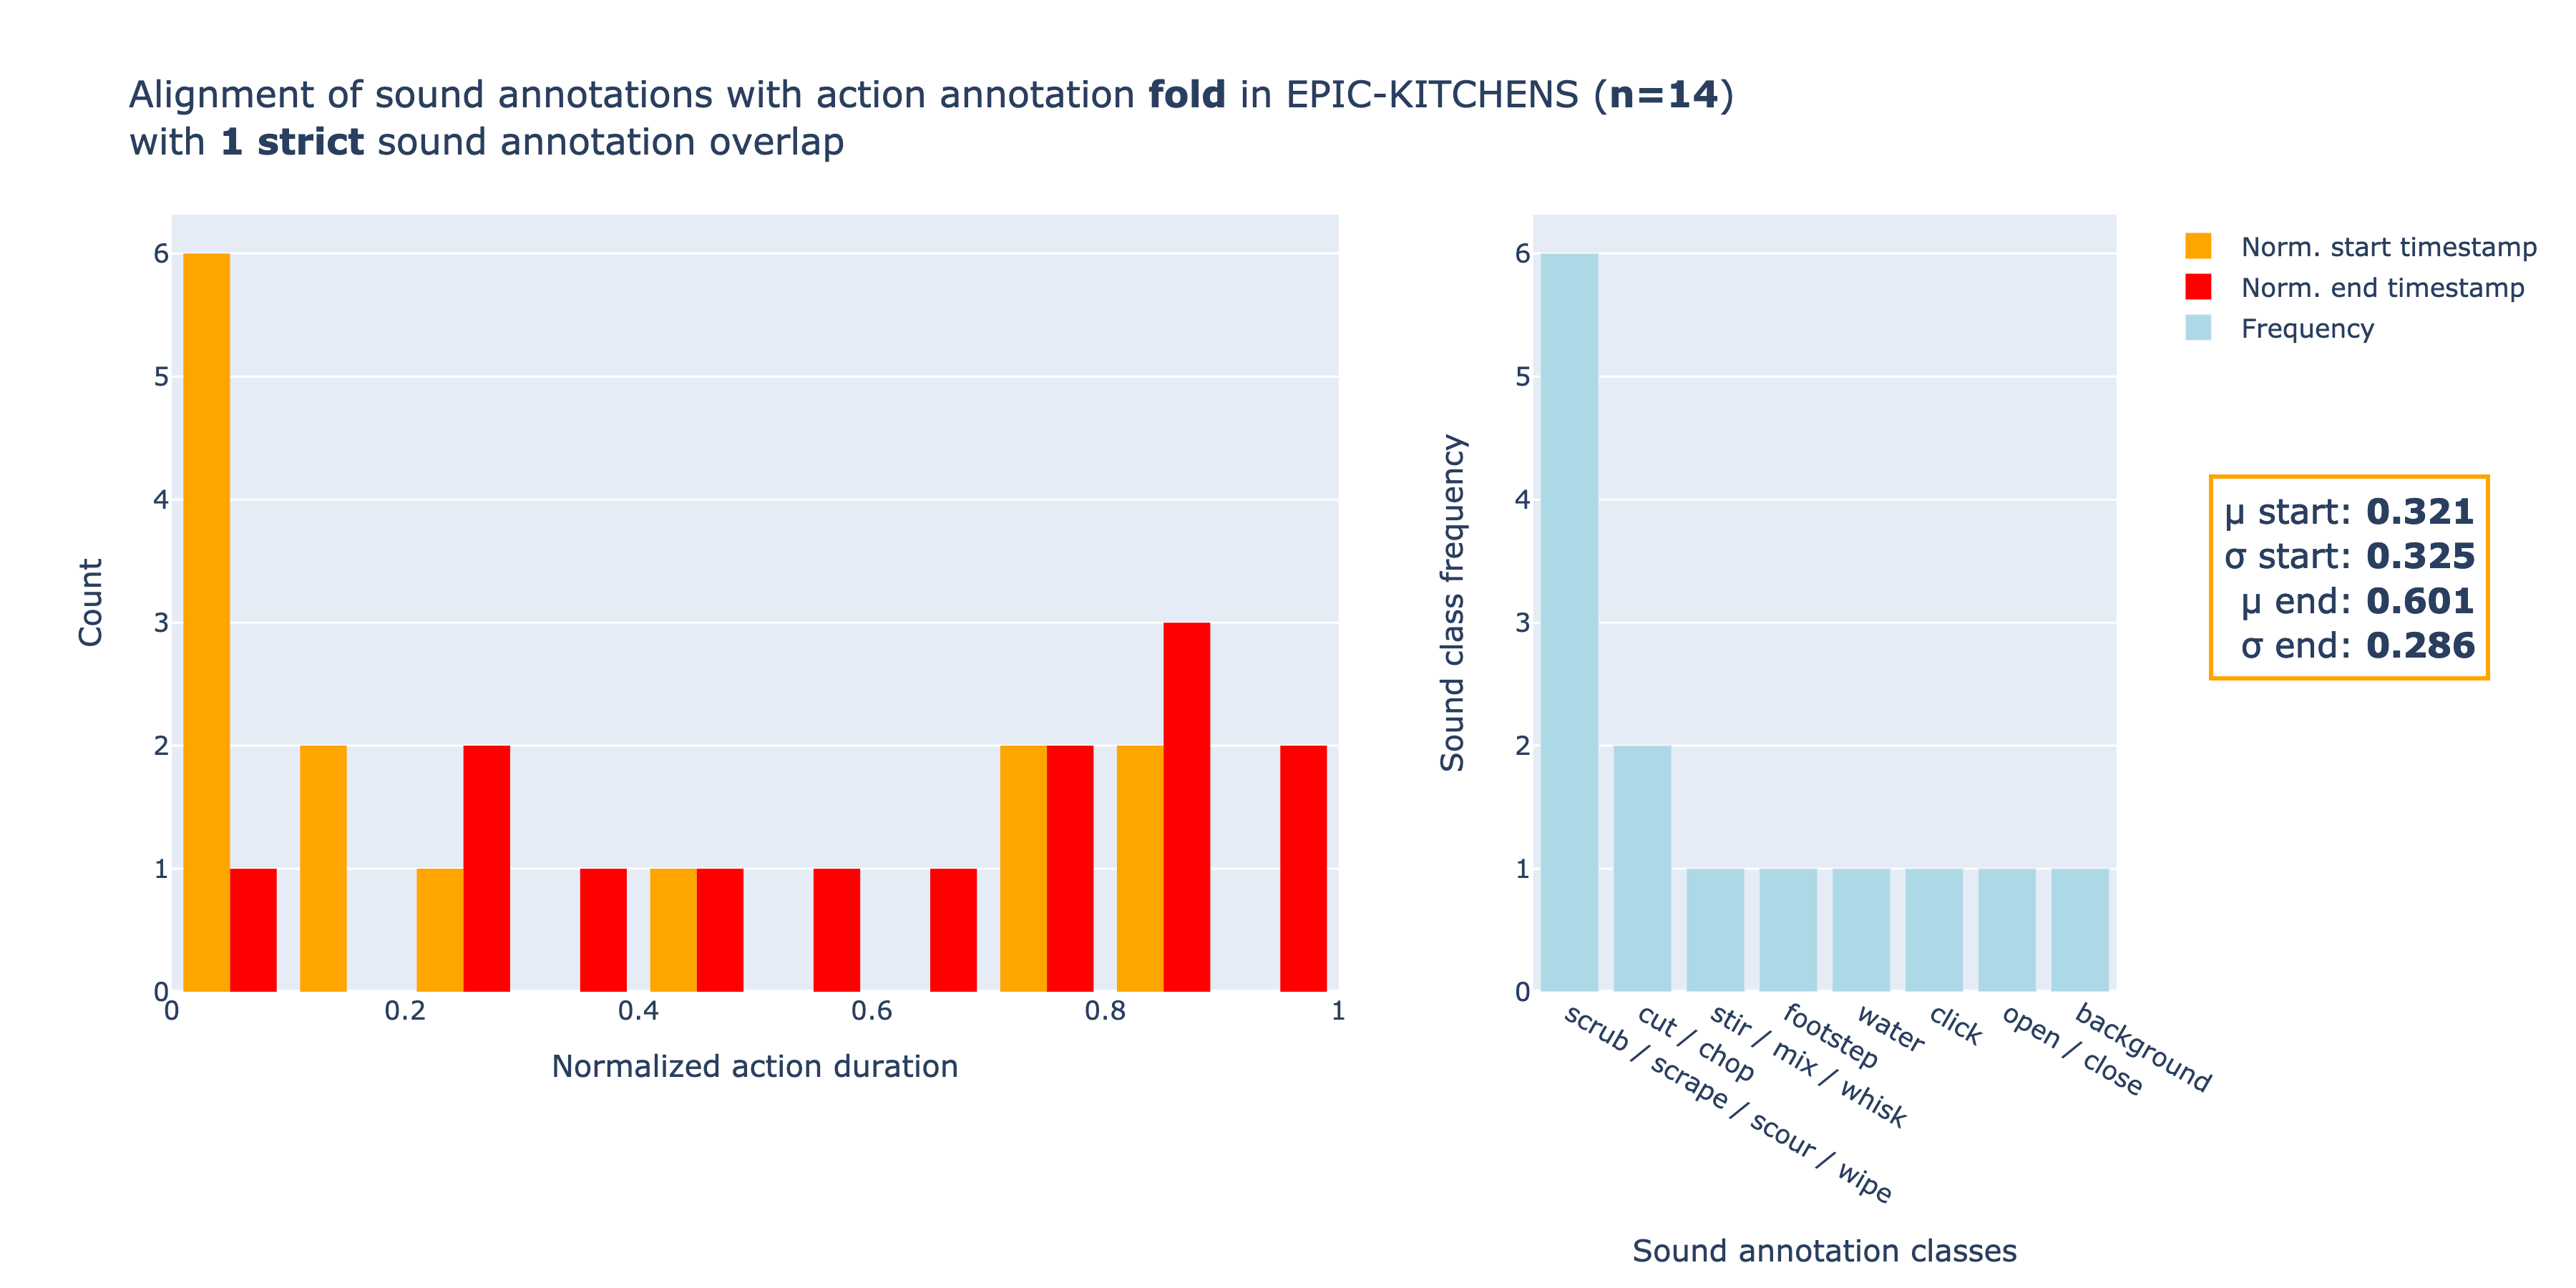 Alignment of sound annotations with action annotation fold in EPIC-KITCHENS (n=14)
with 1 strict sound annotation overlap
6
5
4
3
2
1
0
Count
0
0.2
0.4
0.6
0.8
1
Normalized action duration
6
5
4
3
2
1
0
Sound class frequency
scrub / scrape / scour / wipe
cut / chop
stir / mix / whisk
footstep
water
click
open / close
background
Sound annotation classes
Norm. start timestamp
Norm. end timestamp
Frequency
μ start: 0.321
σ start: 0.325
μ end: 0.601
σ end: 0.286